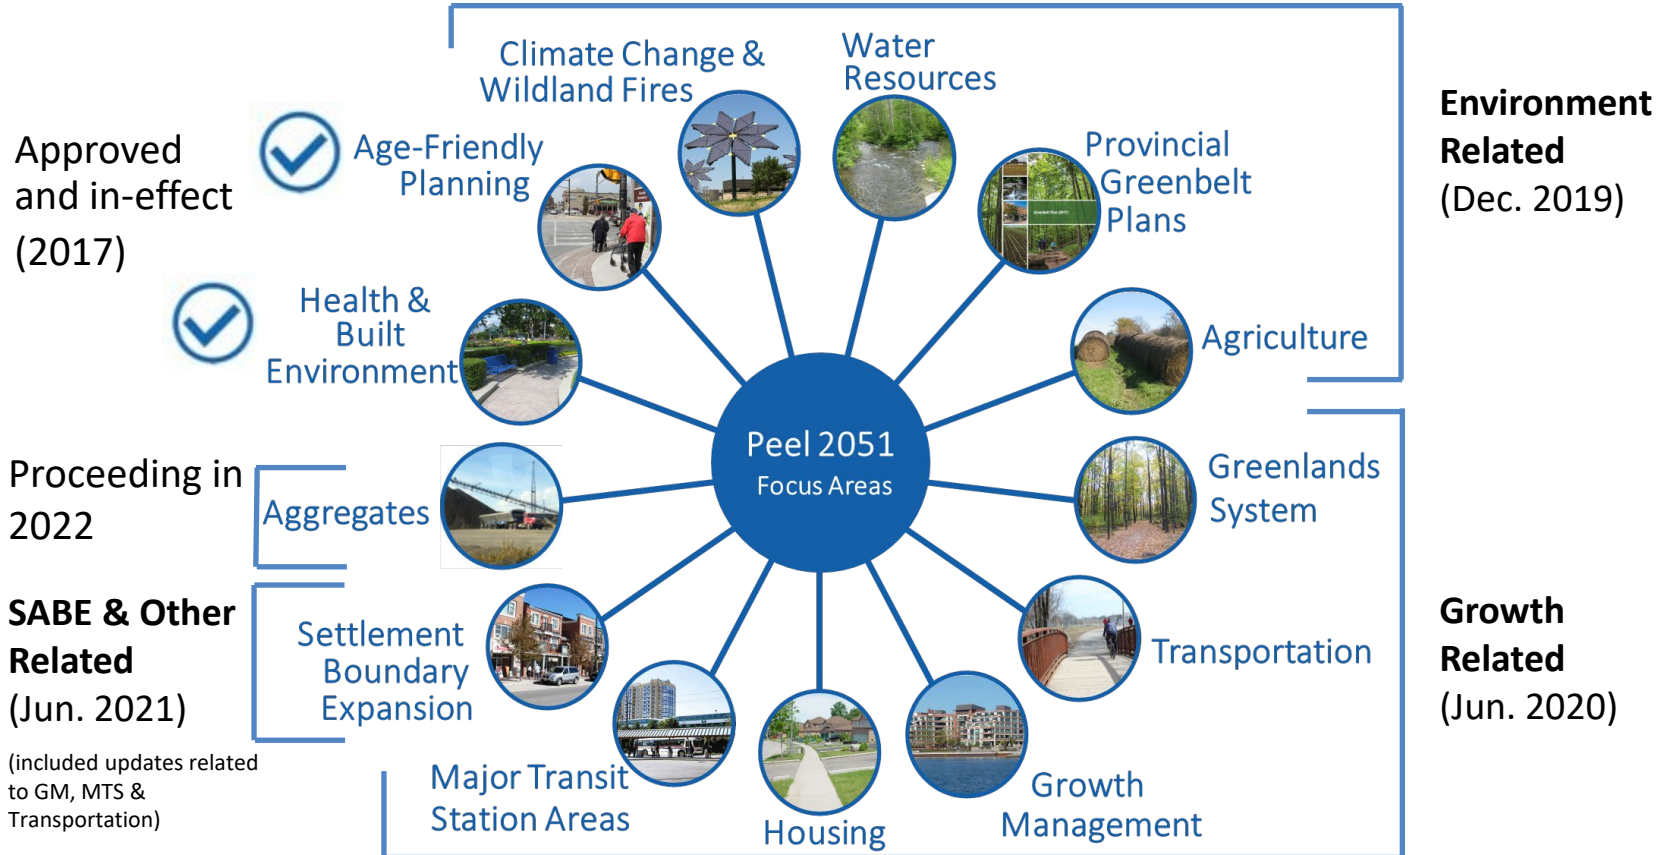 Climate Change &
Wildland Fires
Water
Resources
Environment
Related
(Dec. 2019)
Approved
and in-effect
(2017)
Age-Friendly
Planning
Provincial
Greenbelt
Plans
Health &
Built
Environment
Agriculture
Peel 2051
Focus Areas
Proceeding in
2022
Aggregates
Greenlands
System
SABE & Other
Related
(Jun. 2021)
(included updates related
to GM, MTS &
Transportation)
Settlement
Boundary
Expansion
Transportation
Growth
Related
(Jun. 2020)
Major Transit
Station Areas
Housing
Growth
Management